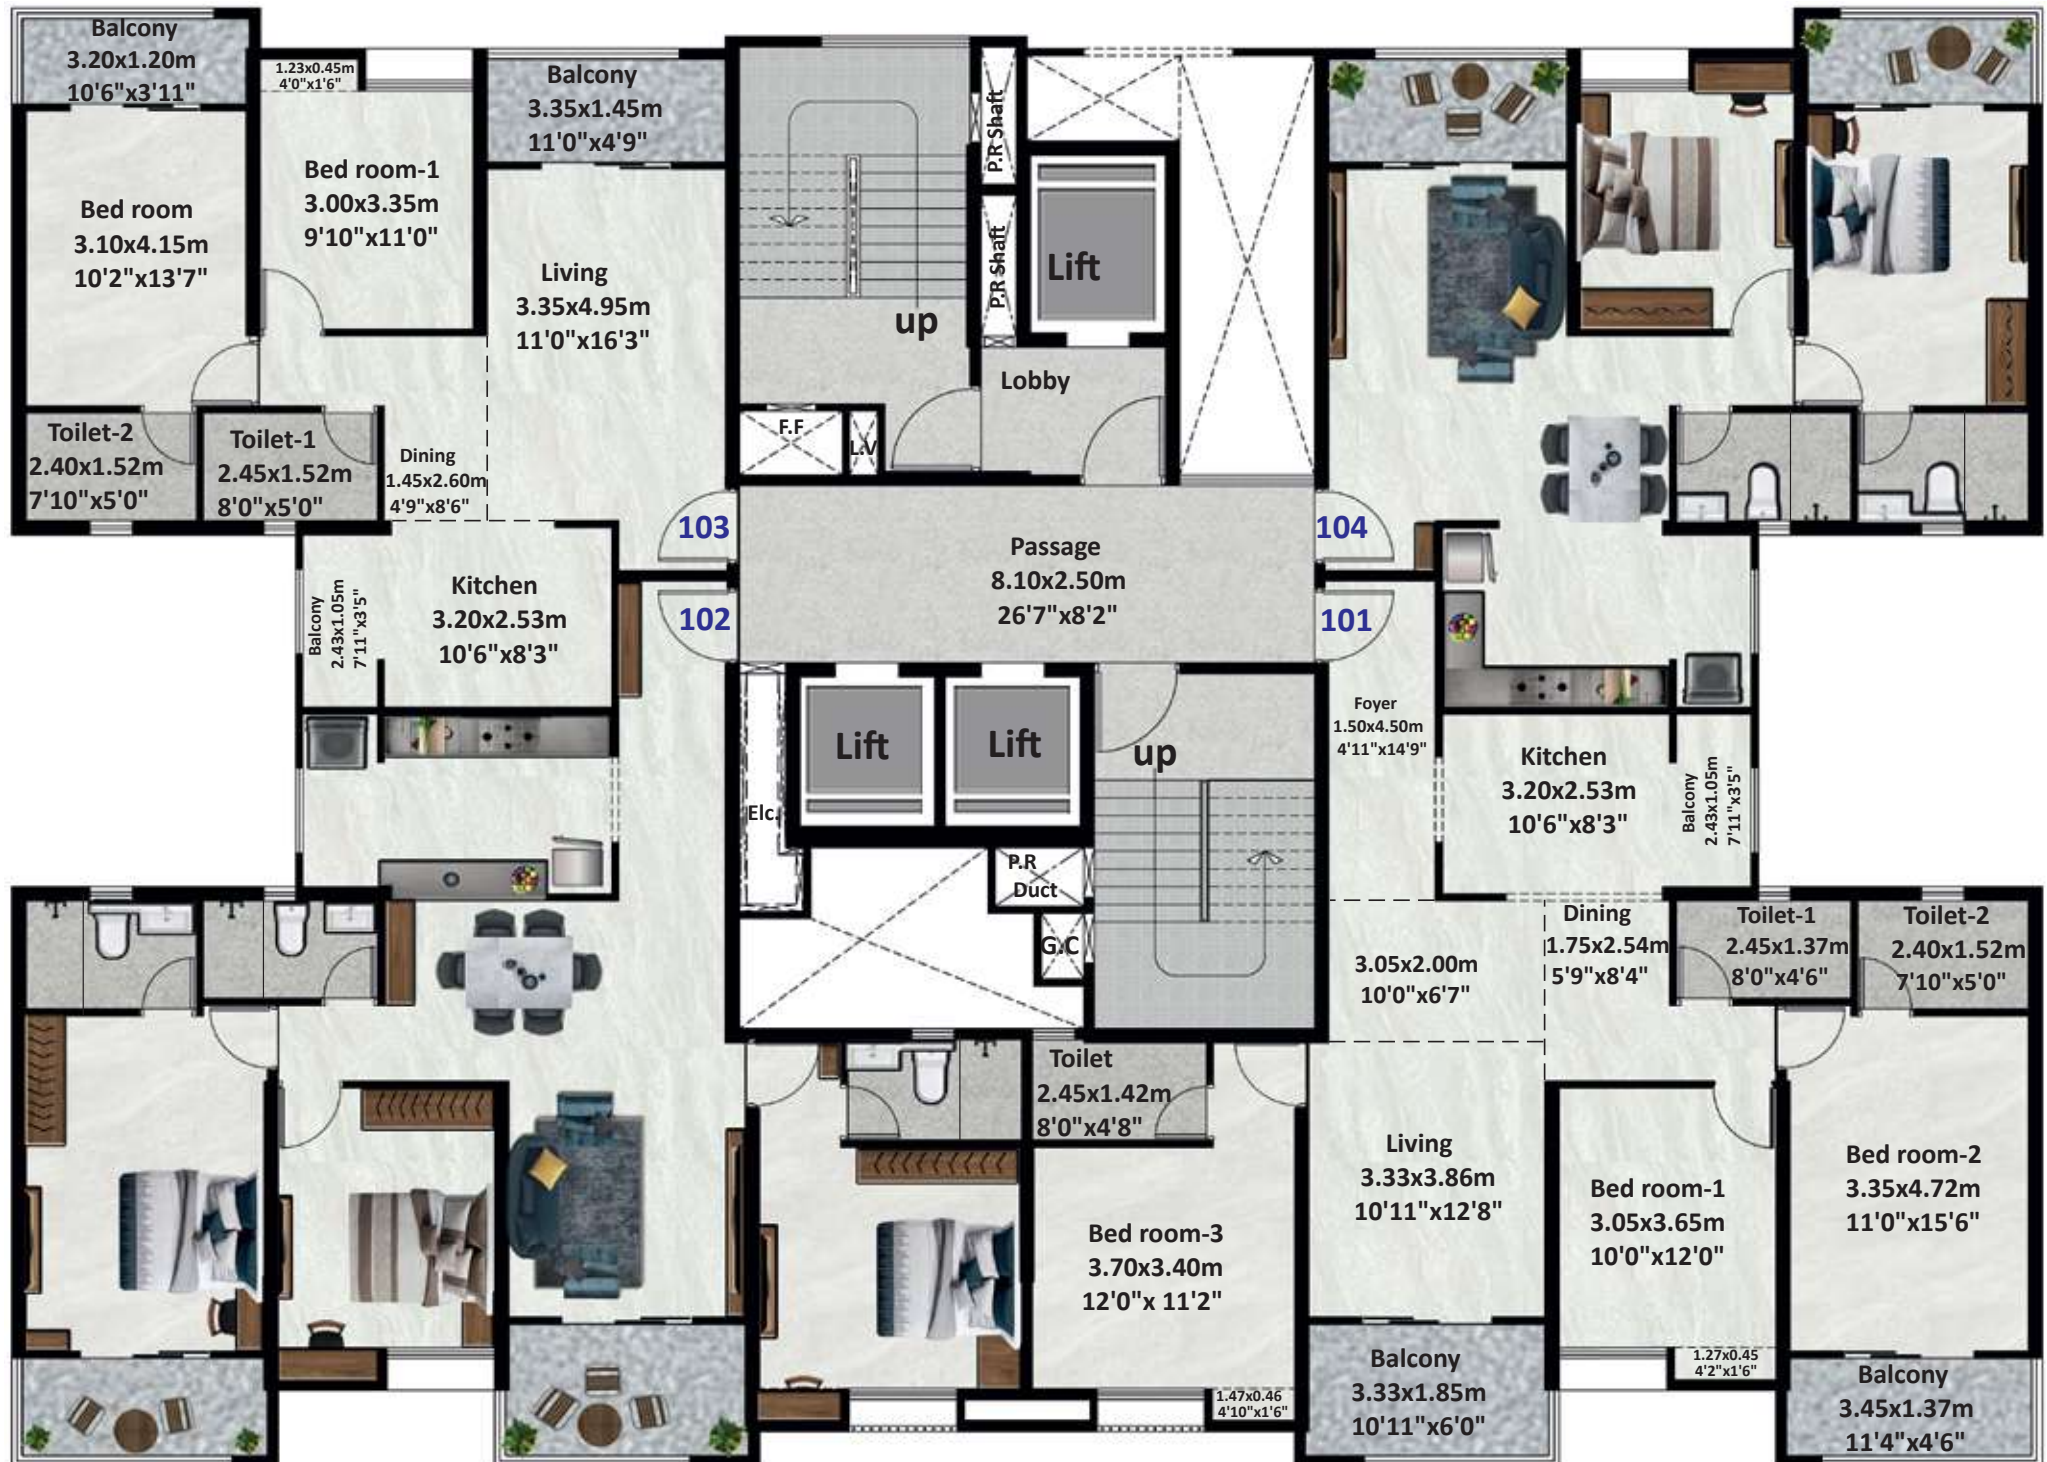 Balcony
3.20x1.20m
10'6"x3'11"
1.23x0.45m
4'0"x1'6"
Balcony
3.35x1.45m
11'0"x4'9"
Bed room
3.10x4.15m
10'2"x13'7"
Bed room-1
3.00x3.35m
9'10"x11'0"
Living
3.35x4.95m
11'0"x16'3"
Toilet-2
2.40x1.52m
7'10"x5'0"
Toilet-1
2.45x1.52m
8'0"x5'0"
Dining
1.45x2.60m
4'9"x8'6"
Balcony
2.43x1.05m
7'11"x3'5"
Kitchen
3.20x2.53m
10'6"x8'3"
up
P.R Shaft
P.R Shaft
Lift
Lobby
F.F
L.V
103
104
Passage
8.10x2.50m
26'7"x8'2"
102
101
Lift
Lift
up
Elc.
P.R
Duct
G.C
Foyer
1.50x4.50m
4'11"x14'9"
Kitchen
3.20x2.53m
10'6"x8'3"
Balcony
2.43x1.05m
7'11"x3'5"
3.05x2.00m
10'0"x6'7"
Dining
1.75x2.54m
5'9"x8'4"
Toilet-1
2.45x1.37m
8'0"x4'6"
Toilet-2
2.40x1.52m
7'10"x5'0"
Toilet
2.45x1.42m
8'0"x4'8"
Bed room-3
3.70x3.40m
12'0"x 11'2"
1.47x0.46
4'10"x1'6"
Living
3.33x3.86m
10'11"x12'8"
Bed room-1
3.05x3.65m
10'0"x12'0"
1.27x0.45
4'2"x1'6"
Bed room-2
3.35x4.72m
11'0"x15'6"
Balcony
3.33x1.85m
10'11"x6'0"
Balcony
3.45x1.37m
11'4"x4'6"